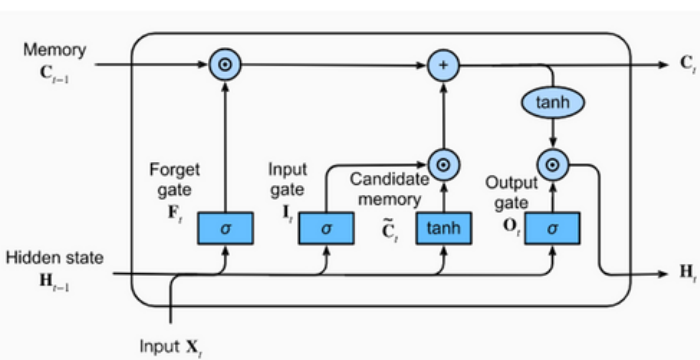 Memory
C_{t-1}
⊙
+
C_t
tanh
Forget
gate
F_t
Input
gate
I_t
Candidate
memory
C̃_t
⊙
Output
gate
O_t
⊙
σ
σ
tanh
σ
Hidden state
H_{t-1}
H_t
Input X_t